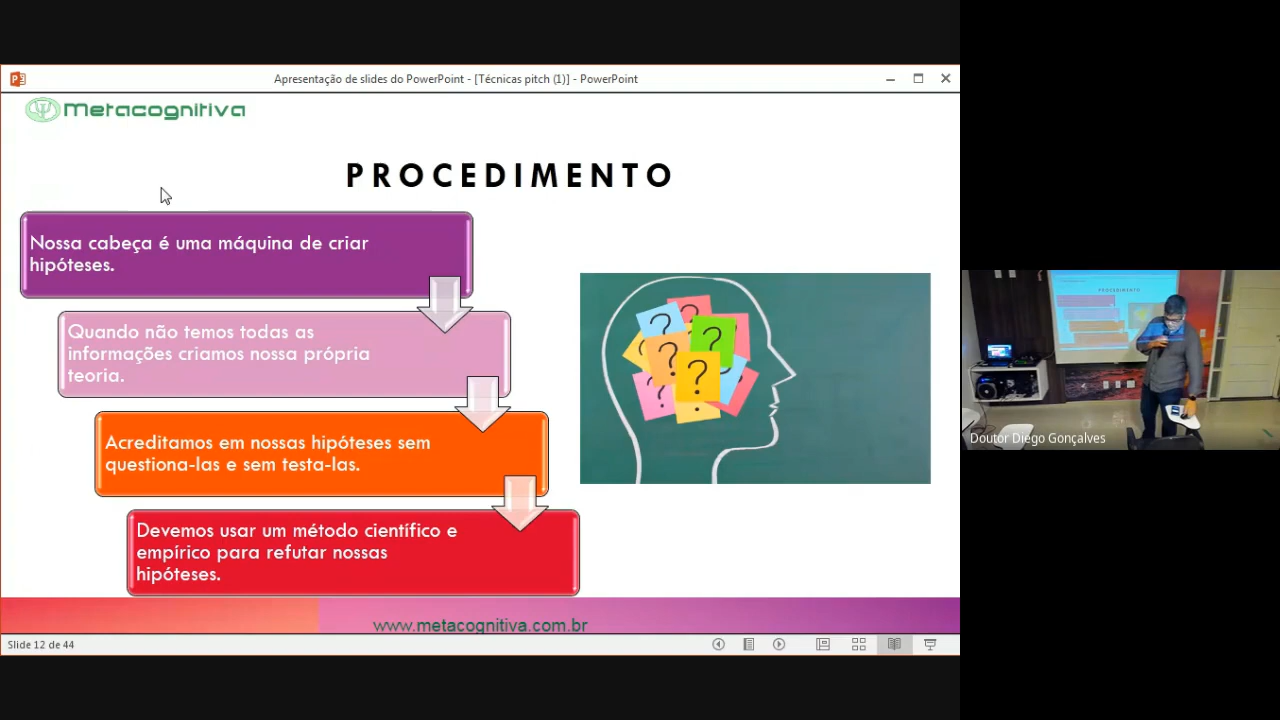 Apresentação de slides do PowerPoint - [Técnicas pitch (1)] - PowerPoint
Metacognitiva
PROCEDIMENTO
Nossa cabeça é uma máquina de criar
hipóteses.
Quando não temos todas as
informações criamos nossa própria
teoria.
Acreditamos em nossas hipóteses sem
questiona-las e sem testa-las.
Devemos usar um método científico e
empírico para refutar nossas
hipóteses.
? ? ? ? ? ?
www.metacognitiva.com.br
Slide 12 de 44
PROCEDIMENTO
Doutor Diego Gonçalves